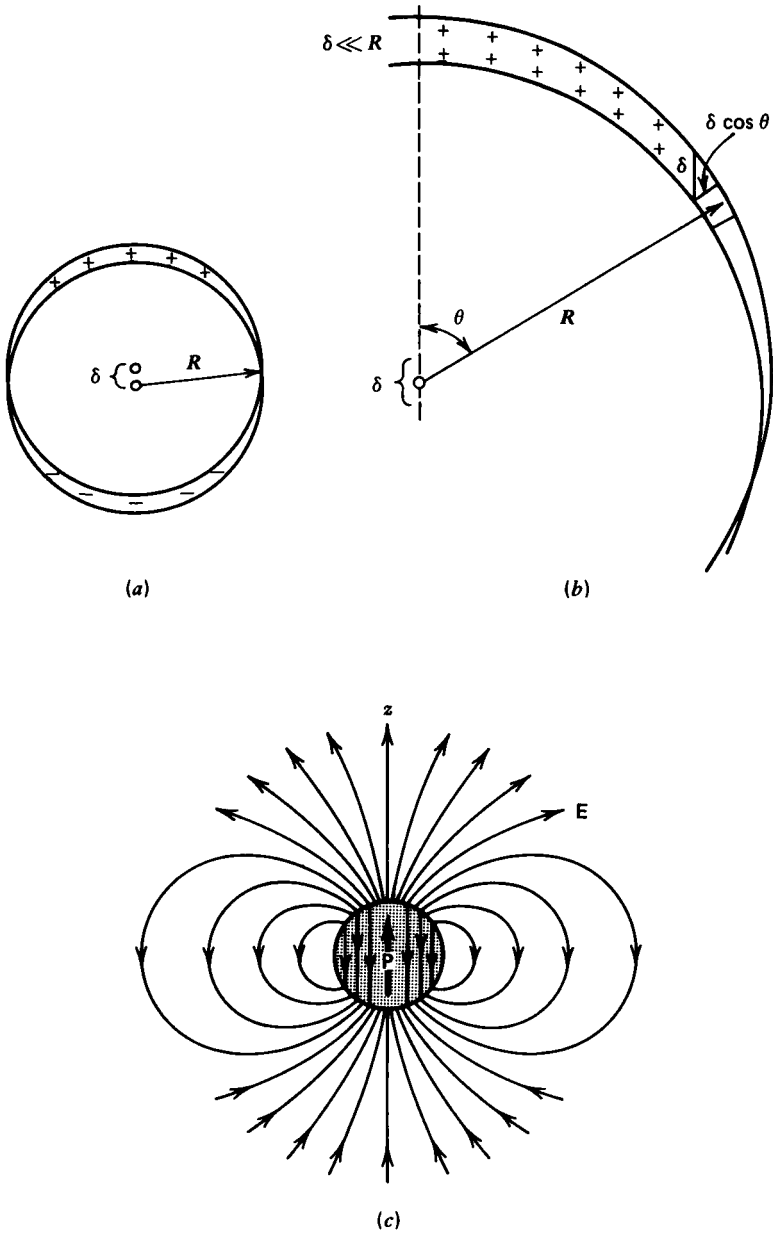 δ ≪ R
+ + + + + +
+ + + + + +
δ cos θ
δ
θ
R
δ {
+ + + + +
δ {
R
− − − − −
(a)
(b)
z
E
P
(c)